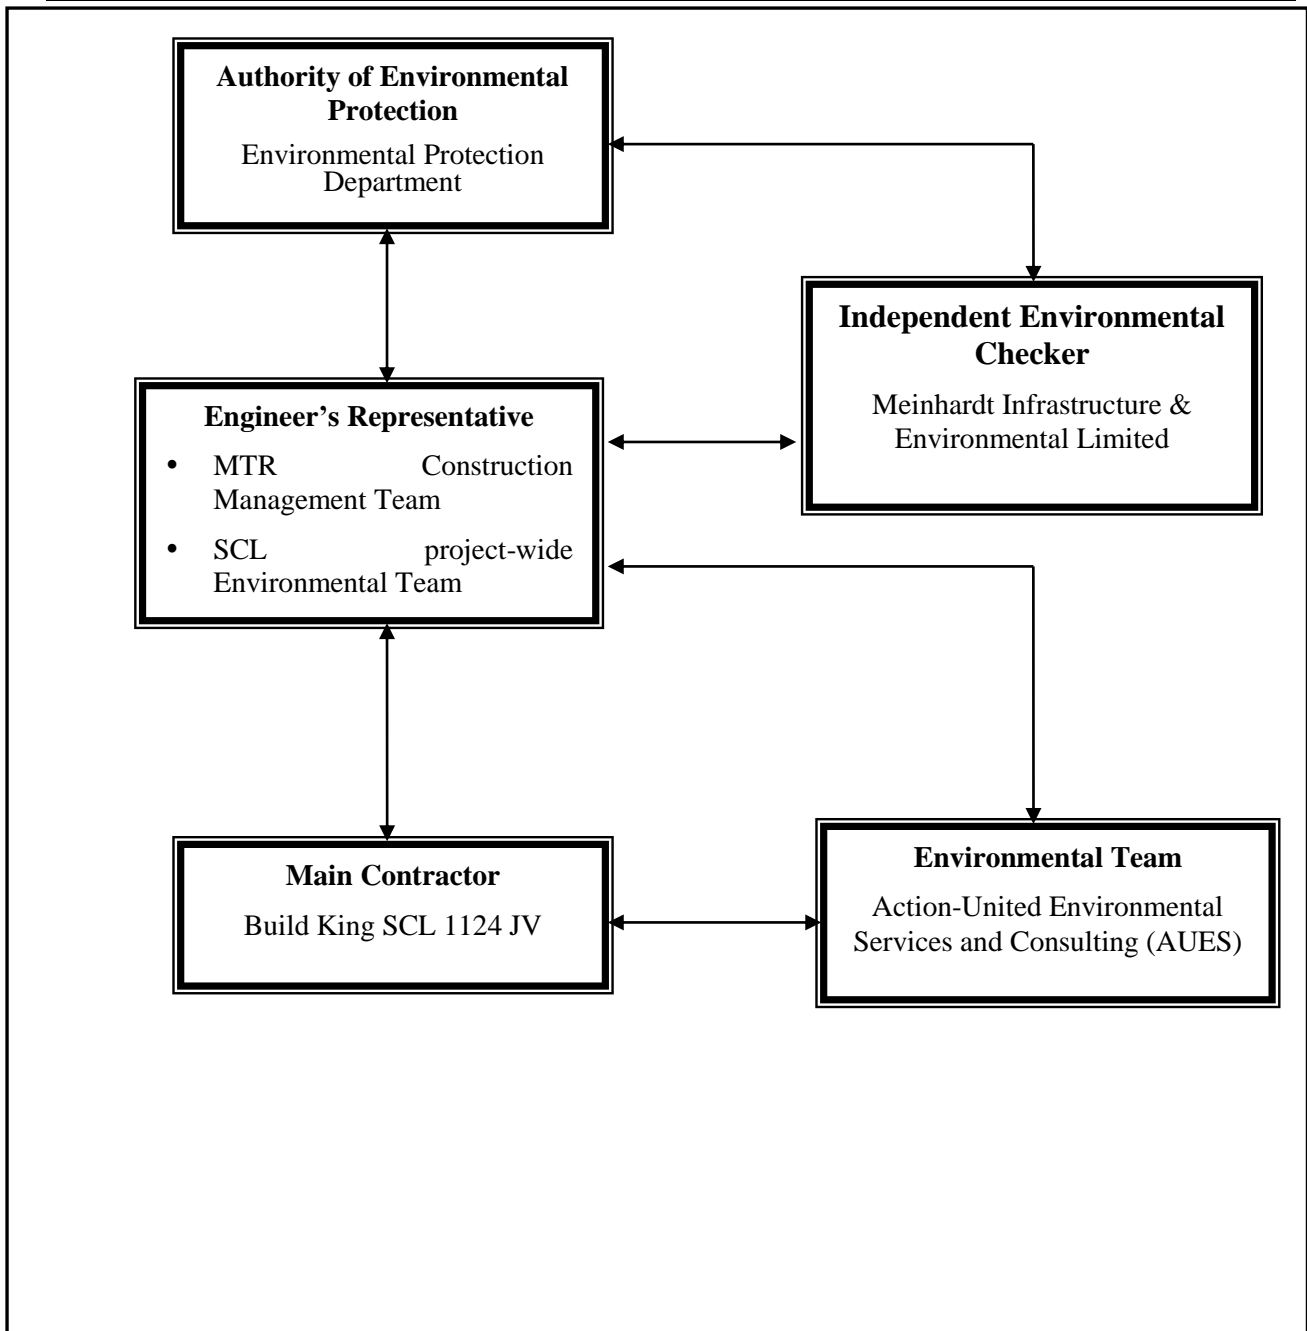 Authority of Environmental
Protection
Environmental Protection
Department
Independent Environmental
Checker
Meinhardt Infrastructure &
Environmental Limited
Engineer’s Representative
• MTR Construction
Management Team
• SCL project-wide
Environmental Team
Main Contractor
Build King SCL 1124 JV
Environmental Team
Action-United Environmental
Services and Consulting (AUES)